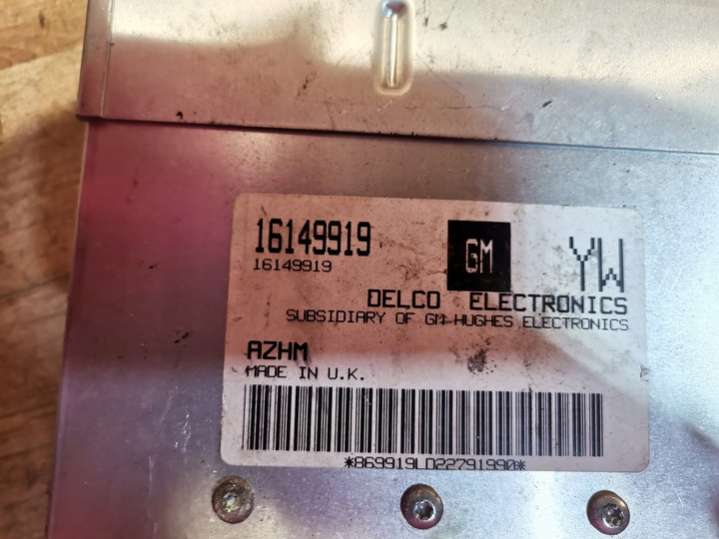 16149919 GM YW
16149919
DELCO ELECTRONICS
SUBSIDIARY OF GM HUGHES ELECTRONICS
AZHM
MADE IN U.K.
*869919LD22791990*